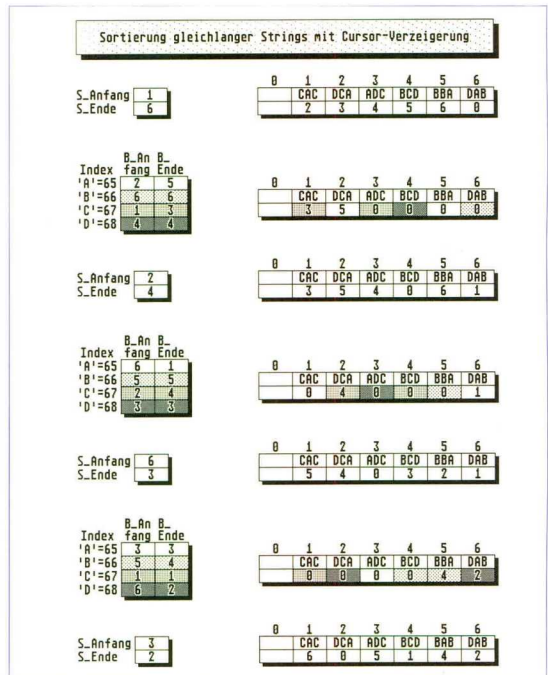 Sortierung gleichlanger Strings mit Cursor-Verzeigerung
0 1 2 3 4 5 6
S_Anfang 1 CAC DCA ADC BCD BBA DAB
S_Ende 6 2 3 4 5 6 0
B_An B_
Index fang Ende
'A'=65 2 5
0 1 2 3 4 5 6
'B'=66 6 6 CAC DCA ADC BCD BBA DAB
'C'=67 1 3 3 5 0 0 0 0
'D'=68 4 4
0 1 2 3 4 5 6
S_Anfang 2 CAC DCA ADC BCD BBA DAB
S_Ende 4 3 5 4 0 6 1
B_An B_
Index fang Ende
'A'=65 6 1
0 1 2 3 4 5 6
'B'=66 5 5 CAC DCA ADC BCD BBA DAB
'C'=67 2 4 0 4 0 0 0 1
'D'=68 3 3
0 1 2 3 4 5 6
S_Anfang 6 CAC DCA ADC BCD BBA DAB
S_Ende 3 5 4 0 3 2 1
B_An B_
Index fang Ende
'A'=65 3 3
0 1 2 3 4 5 6
'B'=66 5 4 CAC DCA ADC BCD BBA DAB
'C'=67 1 1 0 0 0 0 4 2
'D'=68 6 2
0 1 2 3 4 5 6
S_Anfang 3 CAC DCA ADC BCD BAB DAB
S_Ende 2 6 0 5 1 4 2